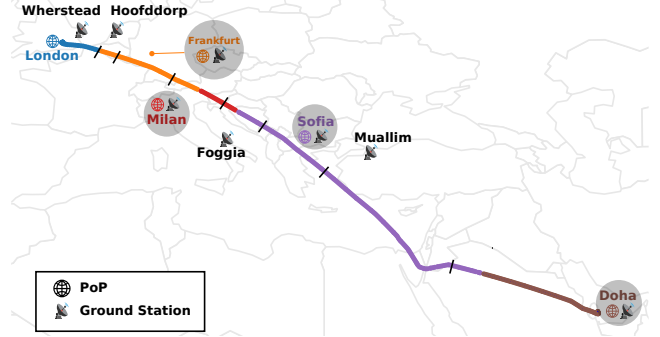 Wherstead Hoofddorp
London
Frankfurt
Milan
Sofia
Foggia
Muallim
PoP
Ground Station
Doha